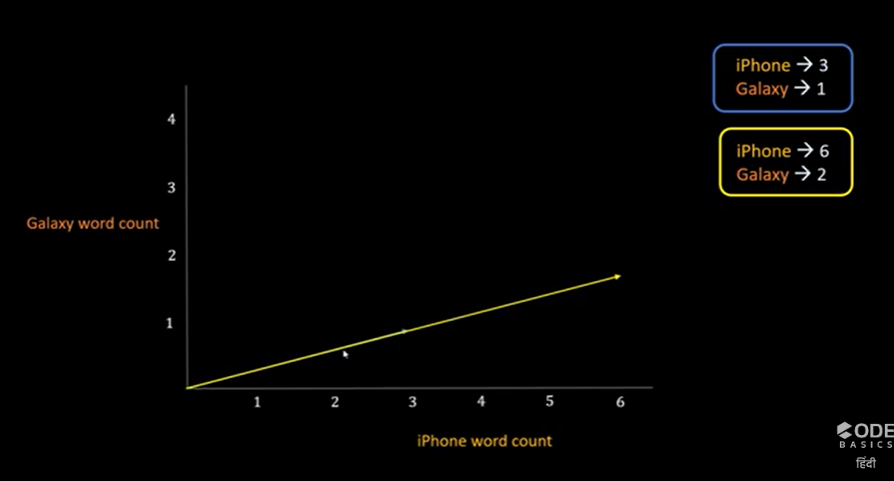 iPhone → 3
Galaxy → 1
iPhone → 6
Galaxy → 2
4
3
Galaxy word count
2
1
1 2 3 4 5 6
iPhone word count
CODE
BASICS
हिंदी